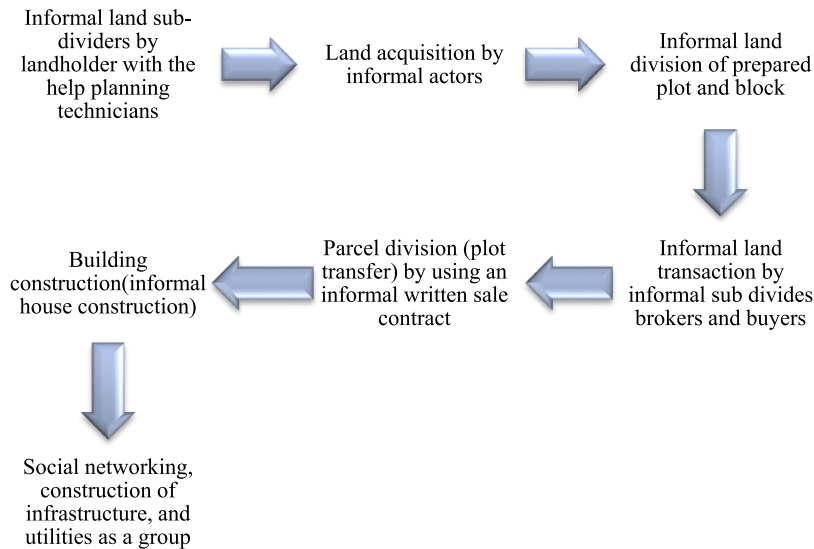 Informal land sub-
dividers by
landholder with the
help planning
technicians
Land acquisition by
informal actors
Informal land
division of prepared
plot and block
Informal land
transaction by
informal sub divides
brokers and buyers
Parcel division (plot
transfer) by using an
informal written sale
contract
Building
construction(informal
house construction)
Social networking,
construction of
infrastructure, and
utilities as a group